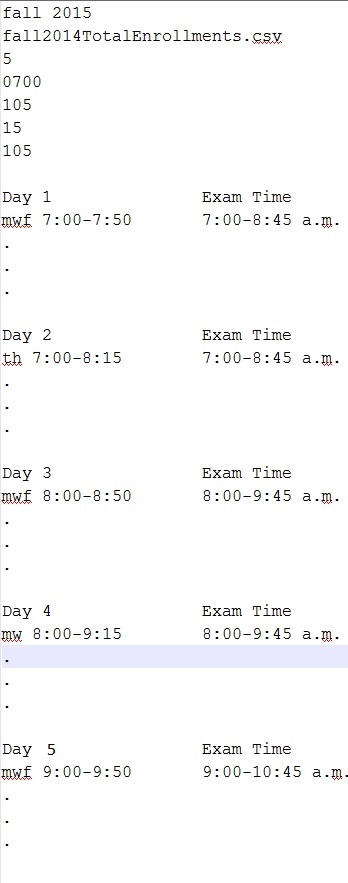 fall 2015
fall2014TotalEnrollments.csv
5
0700
105
15
105
Day 1 Exam Time
mwf 7:00-7:50 7:00-8:45 a.m.
.
.
.
Day 2 Exam Time
th 7:00-8:15 7:00-8:45 a.m.
.
.
.
Day 3 Exam Time
mwf 8:00-8:50 8:00-9:45 a.m.
.
.
.
Day 4 Exam Time
mw 8:00-9:15 8:00-9:45 a.m.
.
.
.
Day 5 Exam Time
mwf 9:00-9:50 9:00-10:45 a.m.
.
.
.